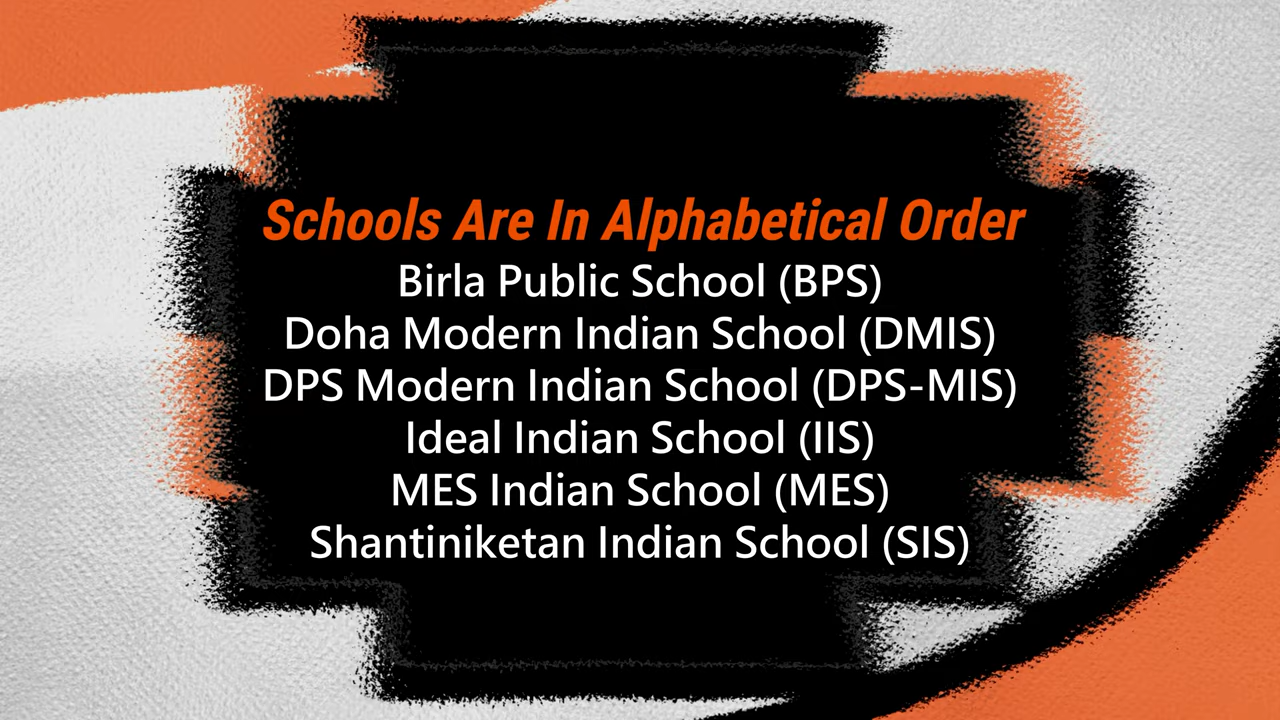 Schools Are In Alphabetical Order
Birla Public School (BPS)
Doha Modern Indian School (DMIS)
DPS Modern Indian School (DPS-MIS)
Ideal Indian School (IIS)
MES Indian School (MES)
Shantiniketan Indian School (SIS)